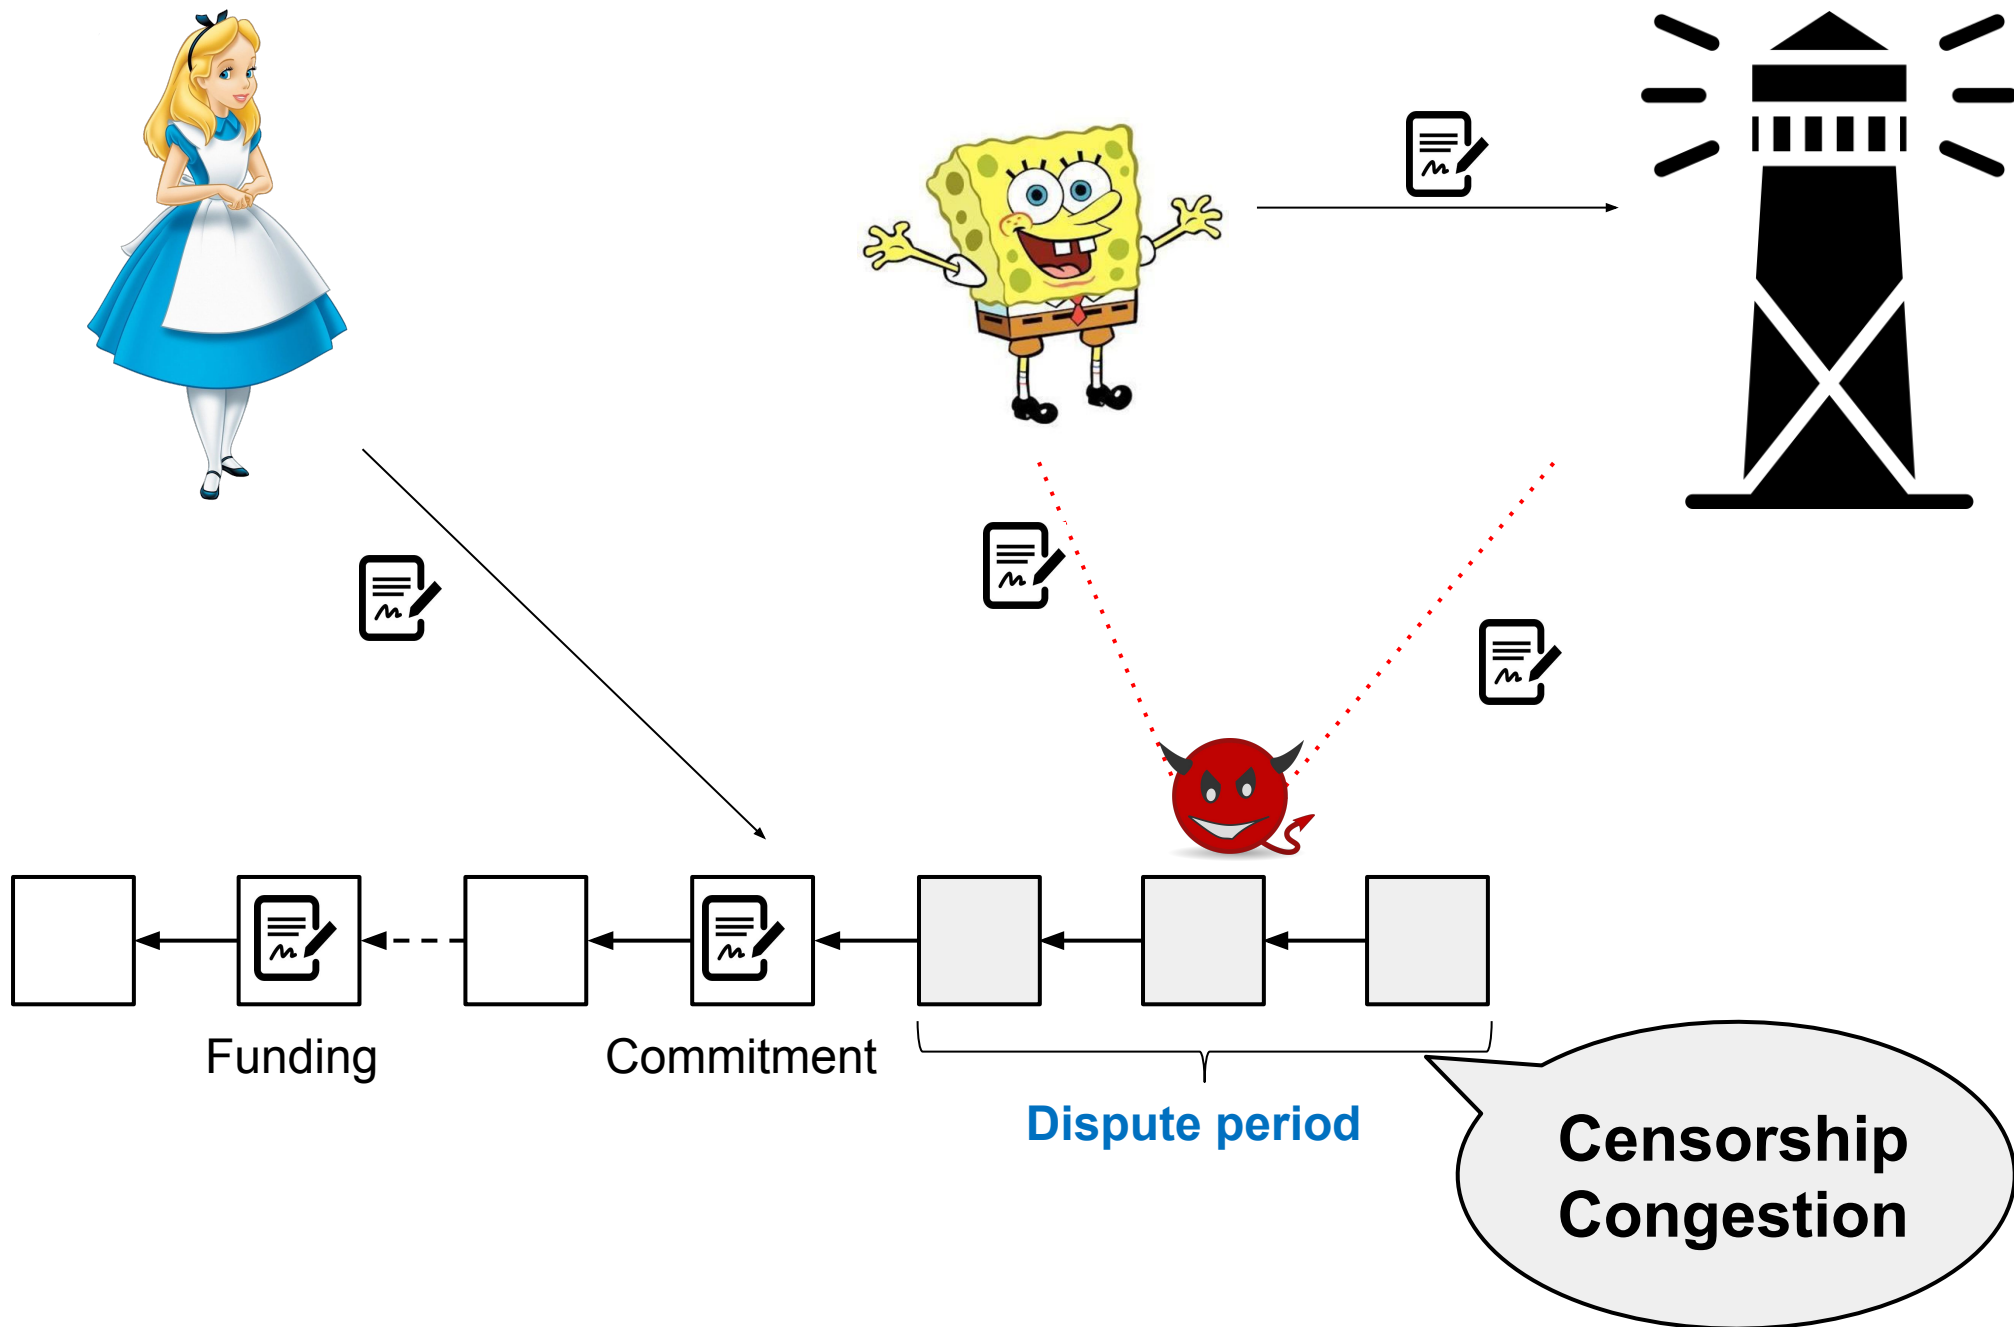 Funding
Commitment
Dispute period
Censorship
Congestion